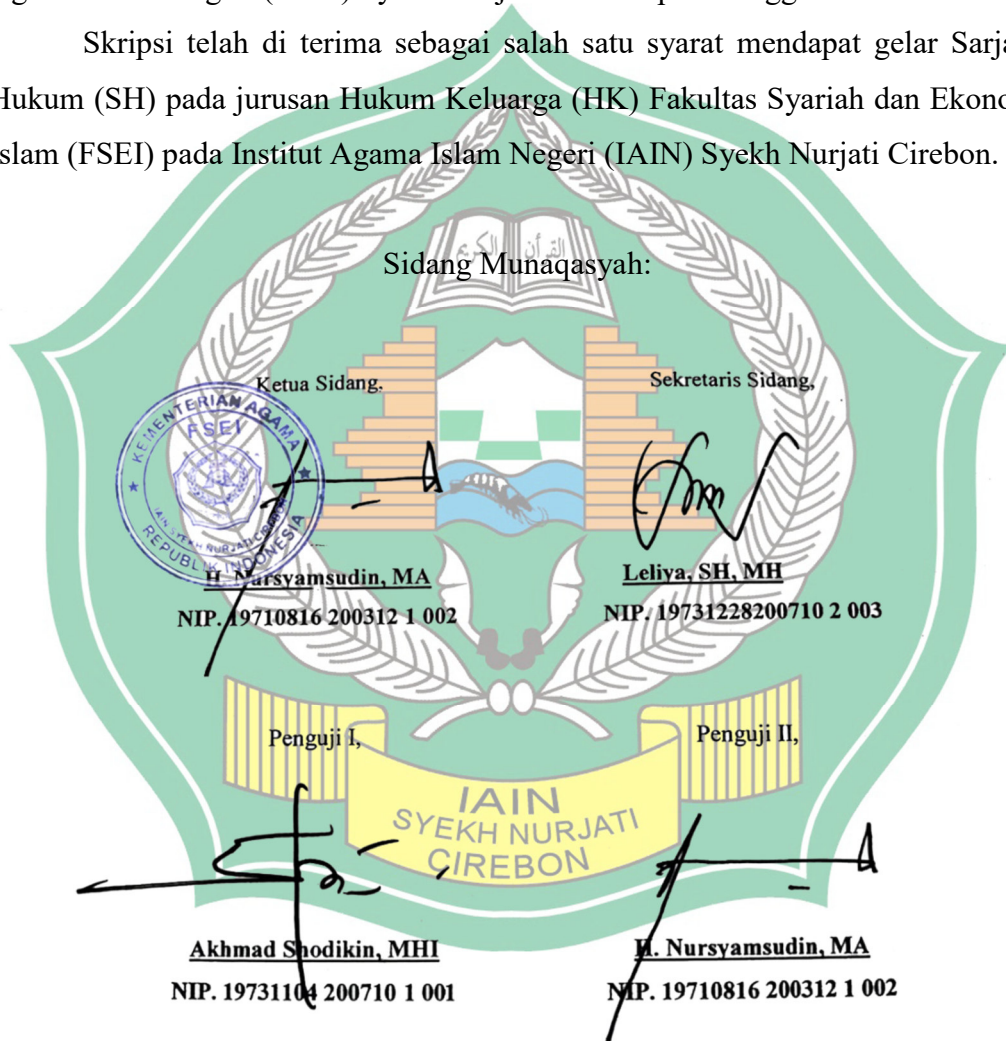 Skripsi telah di terima sebagai salah satu syarat mendapat gelar Sarja
Hukum (SH) pada jurusan Hukum Keluarga (HK) Fakultas Syariah dan Ekono
slam (FSEI) pada Institut Agama Islam Negeri (IAIN) Syekh Nurjati Cirebon.
القرآن الكريم
Sidang Munaqasyah:
Ketua Sidang.
Sekretaris Sidang,
KEMENTERIAN AGAMA
FSEI
IAIN SYEKH NURJATI CIREBON
REPUBLIK INDONESIA
H. Nursyamsudin, MA
NIP. 19710816 200312 1 002
Leliya, SH, MH
NIP. 19731228200710 2 003
Penguji I,
Penguji II,
IAIN
SYEKH NURJATI
CIREBON
Akhmad Shodikin, MHI
NIP. 19731104 200710 1 001
H. Nursyamsudin, MA
NIP. 19710816 200312 1 002